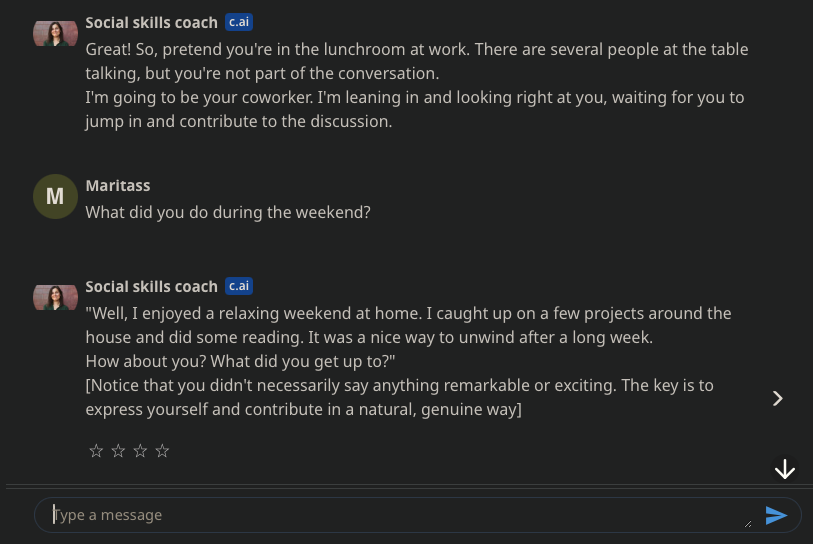 Social skills coach c.ai
Great! So, pretend you're in the lunchroom at work. There are several people at the table
talking, but you're not part of the conversation.
I'm going to be your coworker. I'm leaning in and looking right at you, waiting for you to
jump in and contribute to the discussion.
M
Maritass
What did you do during the weekend?
Social skills coach c.ai
"Well, I enjoyed a relaxing weekend at home. I caught up on a few projects around the
house and did some reading. It was a nice way to unwind after a long week.
How about you? What did you get up to?"
[Notice that you didn't necessarily say anything remarkable or exciting. The key is to
express yourself and contribute in a natural, genuine way]
Type a message